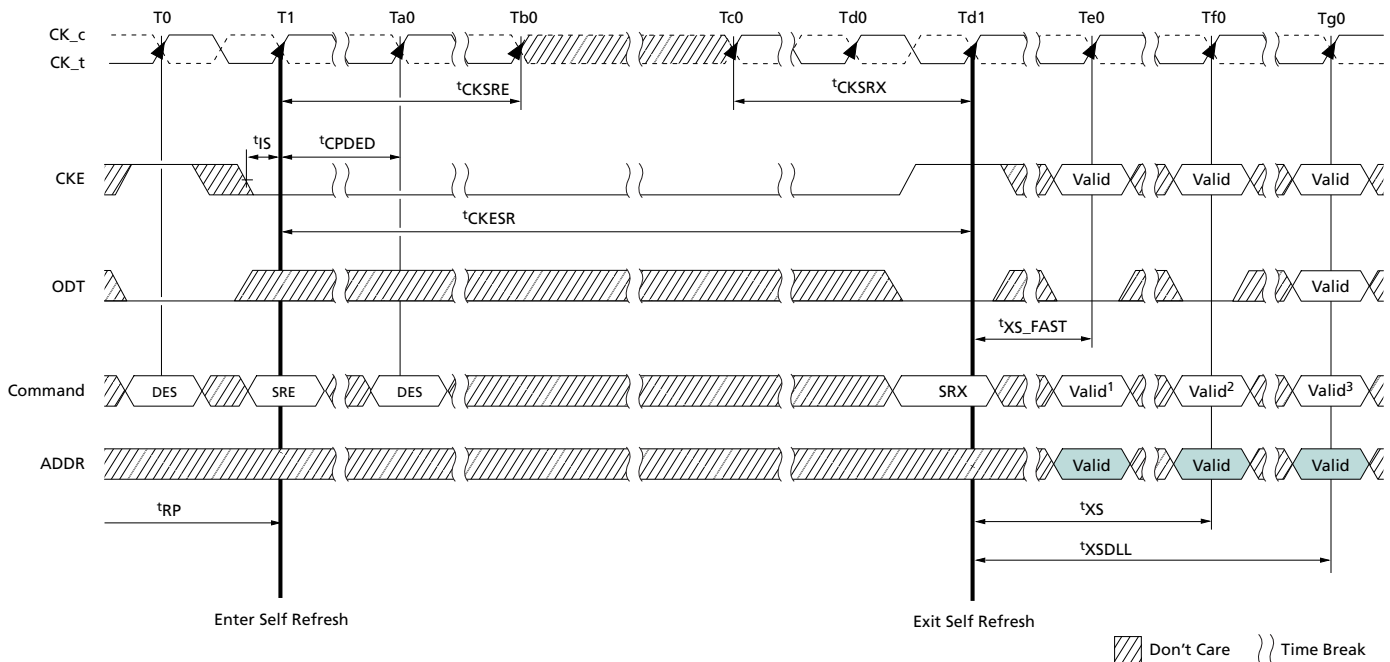 T0 T1 Ta0 Tb0 Tc0 Td0 Td1 Te0 Tf0 Tg0
CK_c
CK_t
tCKSRE tCKSRX
tIS tCPDED
CKE Valid Valid Valid
tCKESR
ODT Valid
tXS_FAST
Command DES SRE DES SRX Valid1 Valid2 Valid3
ADDR Valid Valid Valid
tRP tXS
tXSDLL
Enter Self Refresh Exit Self Refresh
Don't Care Time Break